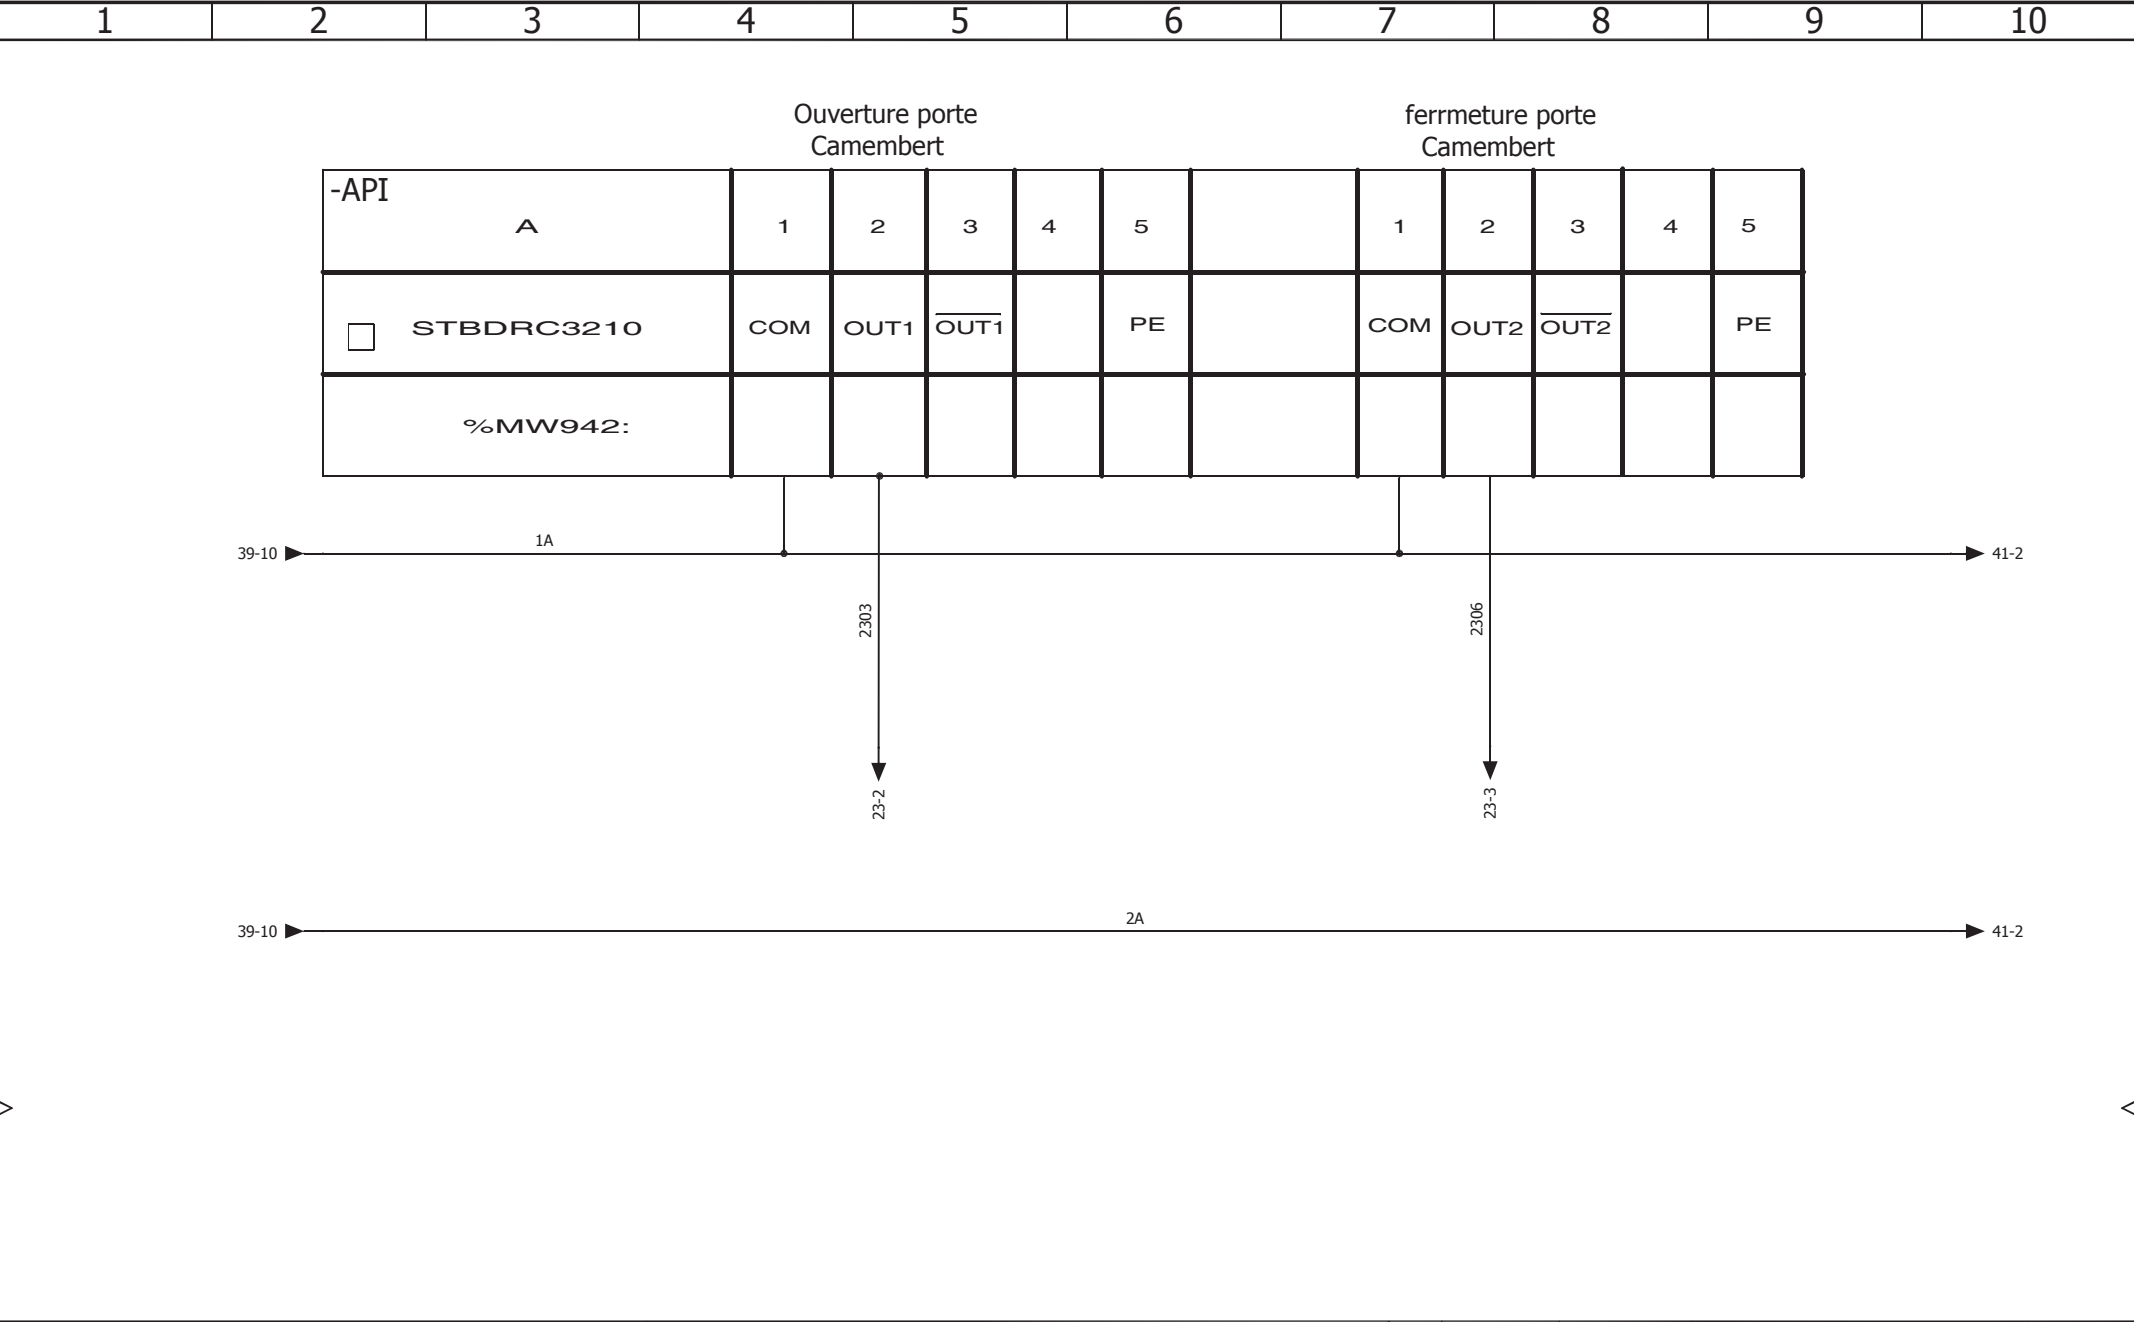 1 2 3 4 5 6 7 8 9 10
Ouverture porte
Camembert
ferrmeture porte
Camembert
-API
A 1 2 3 4 5 1 2 3 4 5
STBDRC3210 COM OUT1 OUT1 PE COM OUT2 OUT2 PE
%MW942:
1A
39-10 41-2
2303
2306
23-2
23-3
2A
39-10 41-2
> <